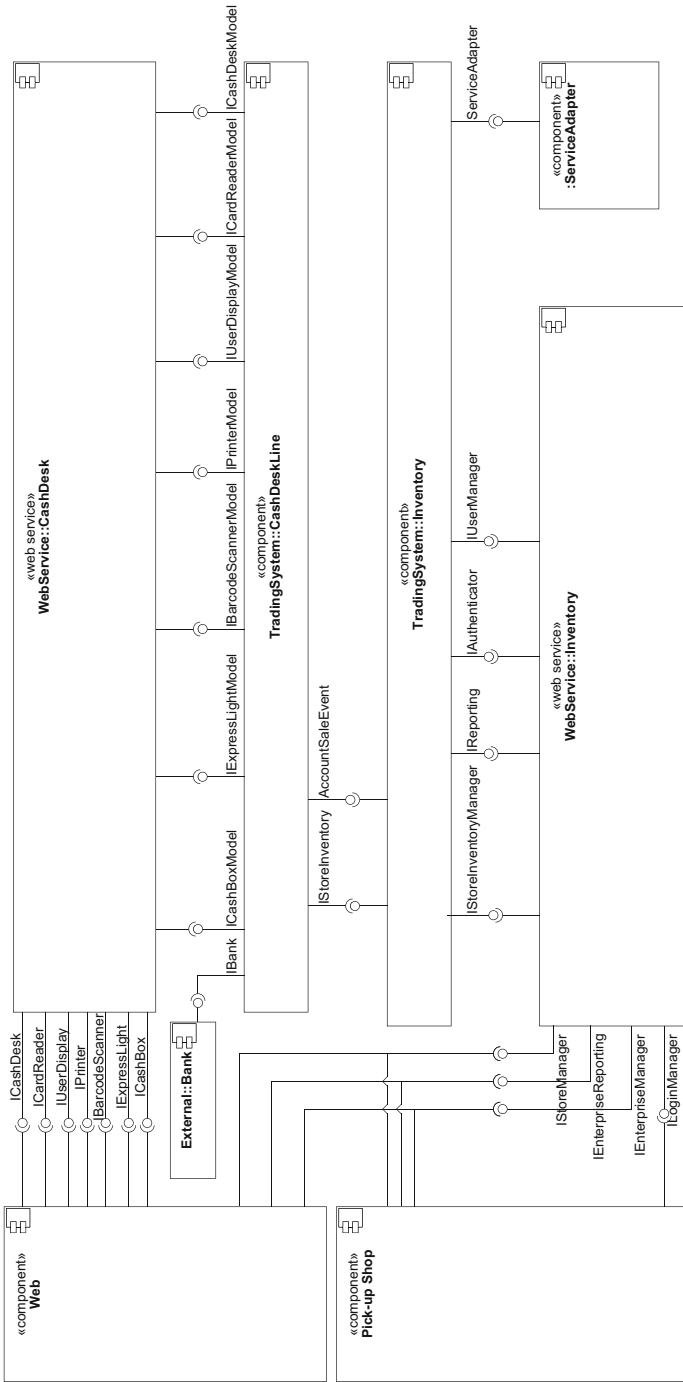 «component»
Web
«component»
Pick-up Shop
ICashDesk
ICardReader
IUserDisplay
IPrinter
IBarcodeScanner
IExpressLight
ICashBox
External::Bank
IStoreManager
IEnterpriseReporting
IEnterpriseManager
ILoginManager
«web service»
WebService::CashDesk
IBank
ICashBoxModel
IExpressLightModel
IBarcodeScannerModel
IPrinterModel
IUserDisplayModel
ICardReaderModel
ICashDeskModel
«component»
TradingSystem::CashDeskLine
IStoreInventory
AccountSaleEvent
«component»
TradingSystem::Inventory
IStoreInventoryManager
IReporting
IAuthenticator
IUserManager
ServiceAdapter
«web service»
WebService::Inventory
«component»
:ServiceAdapter